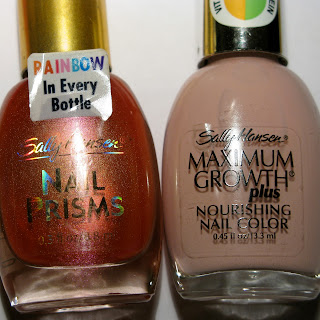 RAINBOW
In Every
Bottle
Sally Hansen
NAIL
PRISMS
Sally Hansen®
MAXIMUM
GROWTH®
plus
NOURISHING
NAIL COLOR
0.45 fl oz/13.3 ml